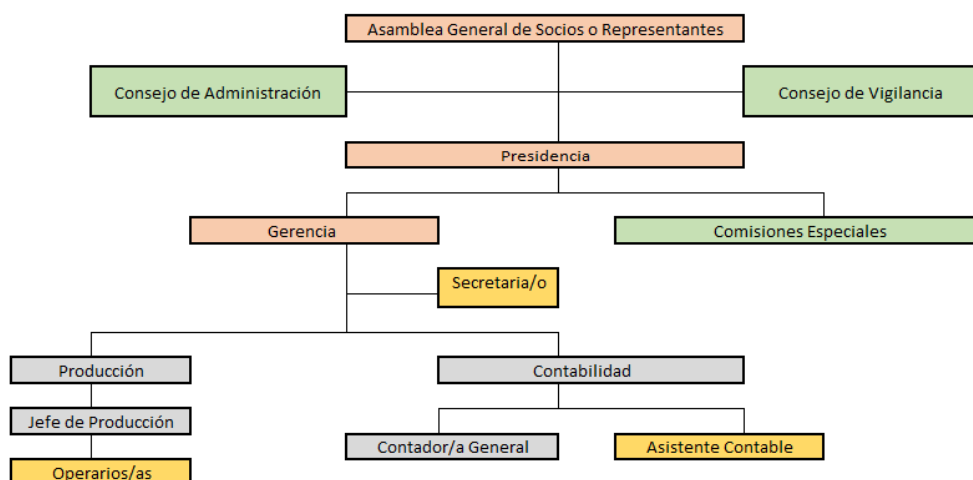 Asamblea General de Socios o Representantes
Consejo de Administración
Consejo de Vigilancia
Presidencia
Gerencia
Comisiones Especiales
Secretaria/o
Producción
Contabilidad
Jefe de Producción
Contador/a General
Asistente Contable
Operarios/as